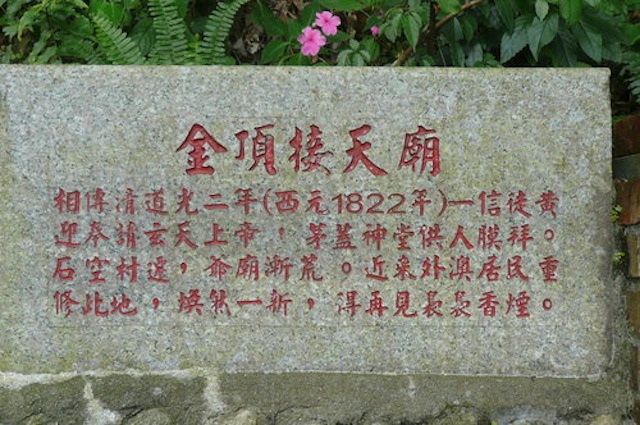 金頂接天廟
相傳清道光二年(西元1822年)一信徒黃
迎奉請玄天上帝，茅蓋神堂供人膜拜。
石空村遷，爺廟漸荒。近來外澳居民重
修此地，煥然一新，得再見長長香煙。